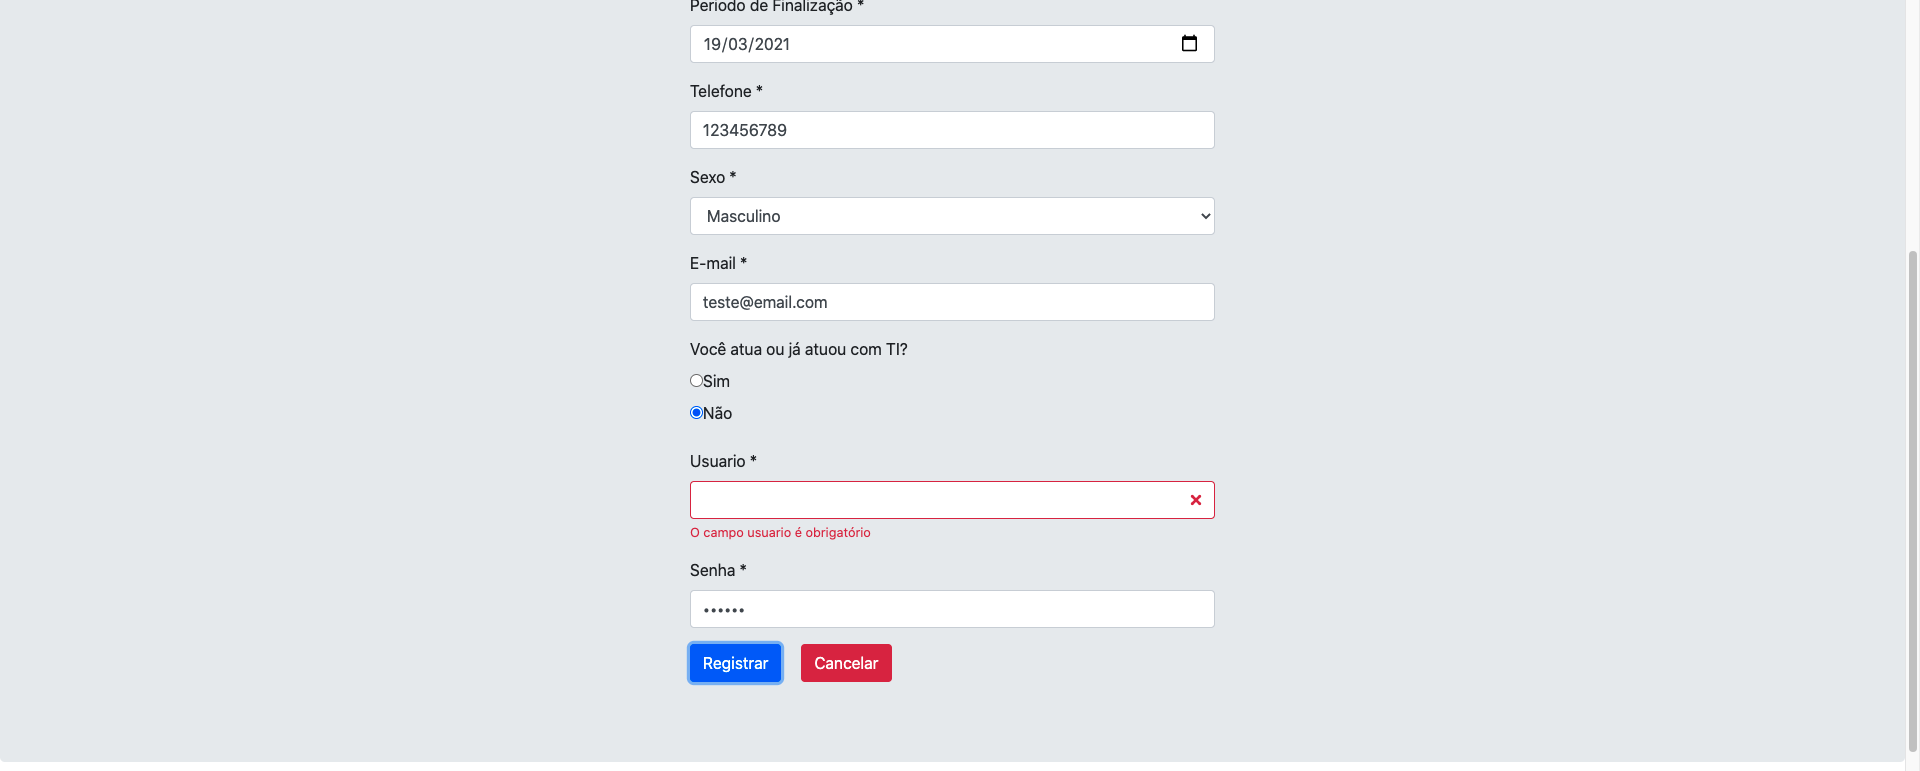 Periodo de Finalização *
19/03/2021
Telefone *
123456789
Sexo *
Masculino
E-mail *
teste@email.com
Você atua ou já atuou com TI?
Sim
Não
Usuario *
O campo usuario é obrigatório
Senha *
••••••
Registrar Cancelar